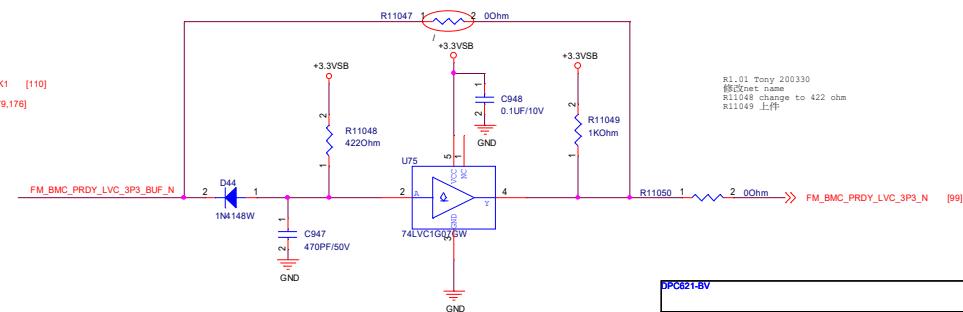 R11047 1 2 0Ohm
/
+3.3VSB
+3.3VSB
+3.3VSB
K1 [110]
9,176]
R1.01 Tony 200330
修改net name
R11048 change to 422 ohm
R11049 上件
1
C948
0.1UF/10V
2
GND
2
R11048
422Ohm
1
2
R11049
1KOhm
1
U75
5
1
VCC
NC
FM_BMC_PRDY_LVC_3P3_BUF_N
2
D44
1
1N4148W
2
A
Y
4
GND
3
74LVC1G07GW
R11050 1 2 0Ohm
FM_BMC_PRDY_LVC_3P3_N [99]
1
C947
470PF/50V
2
GND
GND
DPC621-BV